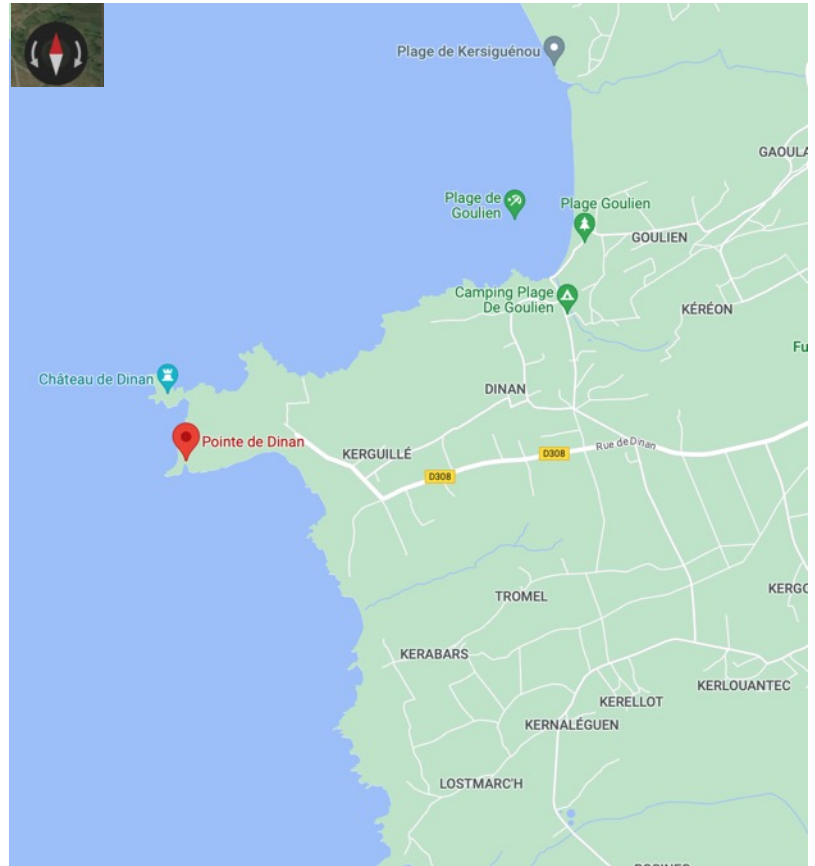 Plage de Kersiguénou
GAOULA
Plage de
Goulien
Plage Goulien
GOULIEN
Camping Plage
De Goulien
KÉRÉON
Fu
Château de Dinan
DINAN
Pointe de Dinan
KERGUILLÉ
Rue de Dinan
D308
D308
TROMEL
KERGO
KERABARS
KERLOUANTEC
KERELLOT
KERNALÉGUEN
LOSTMARC'H